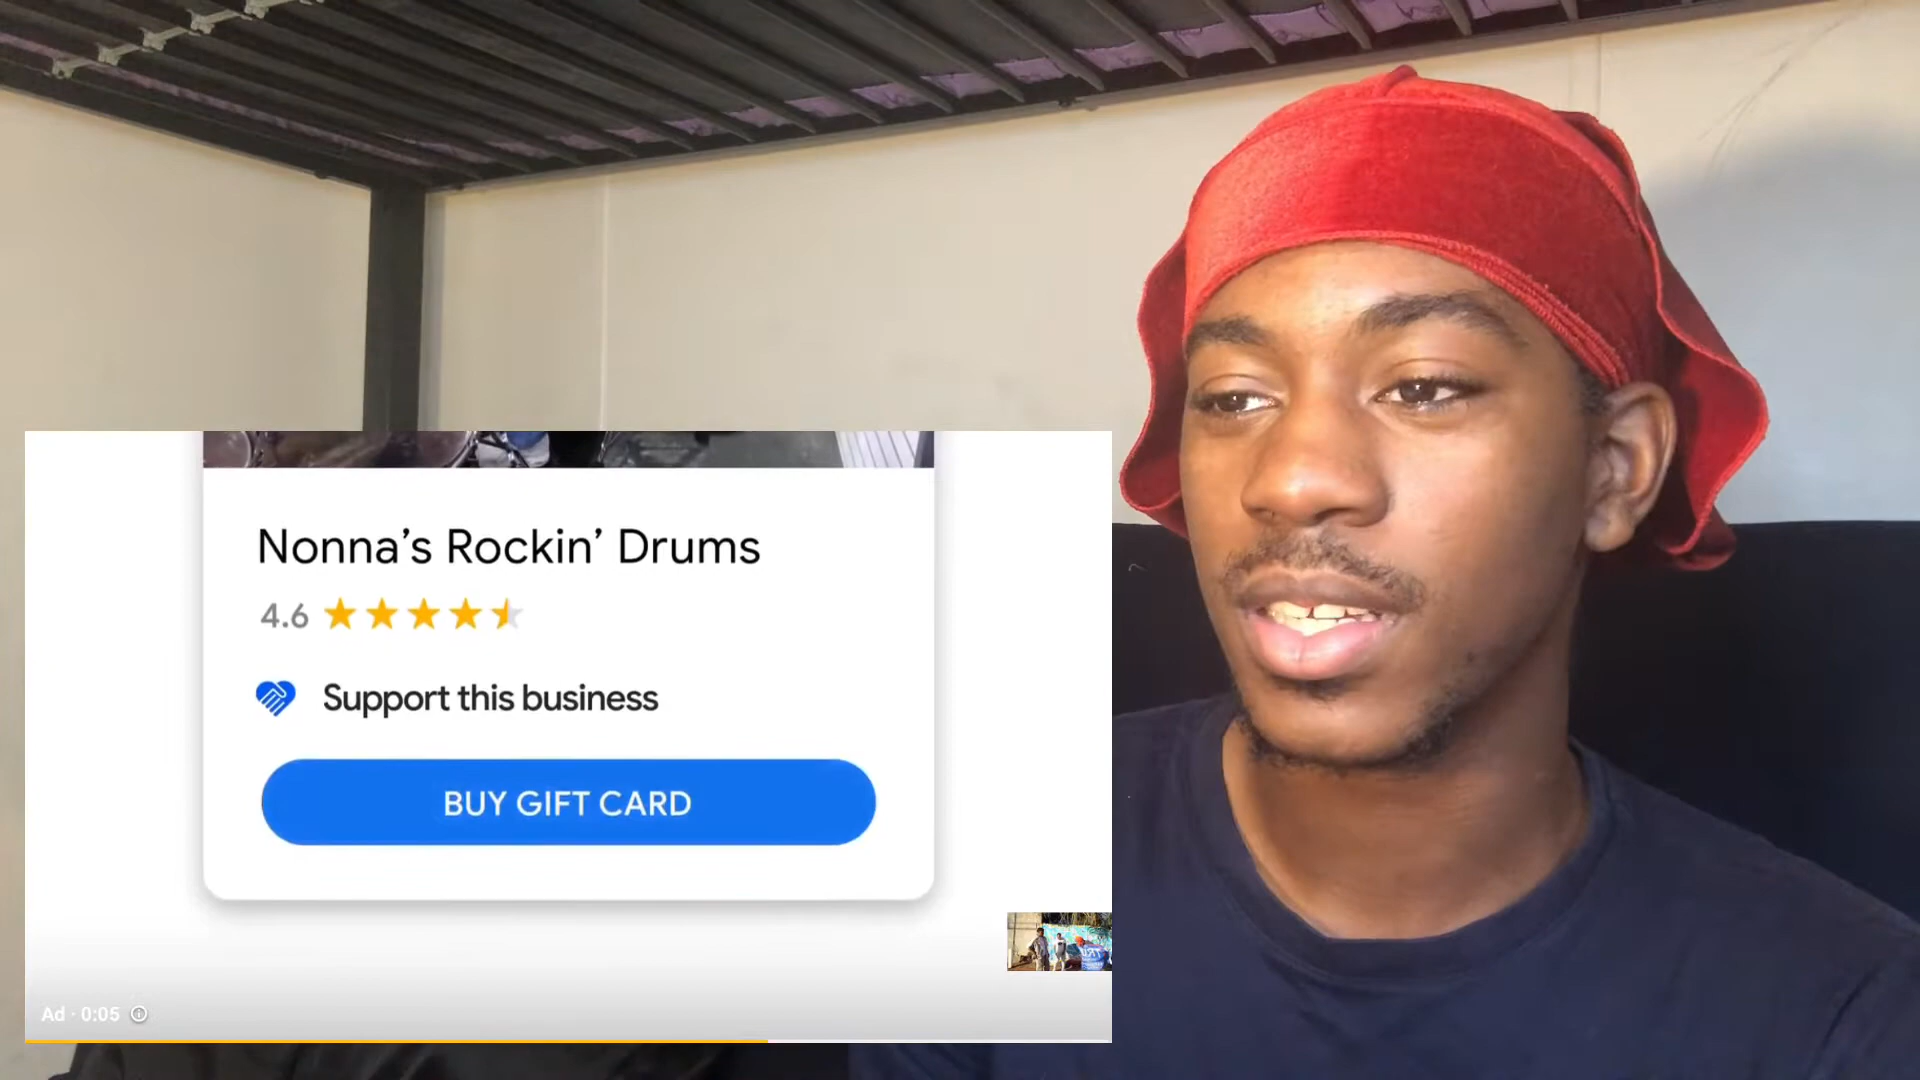 Nonna’s Rockin’ Drums
4.6
Support this business
BUY GIFT CARD
Ad · 0:05